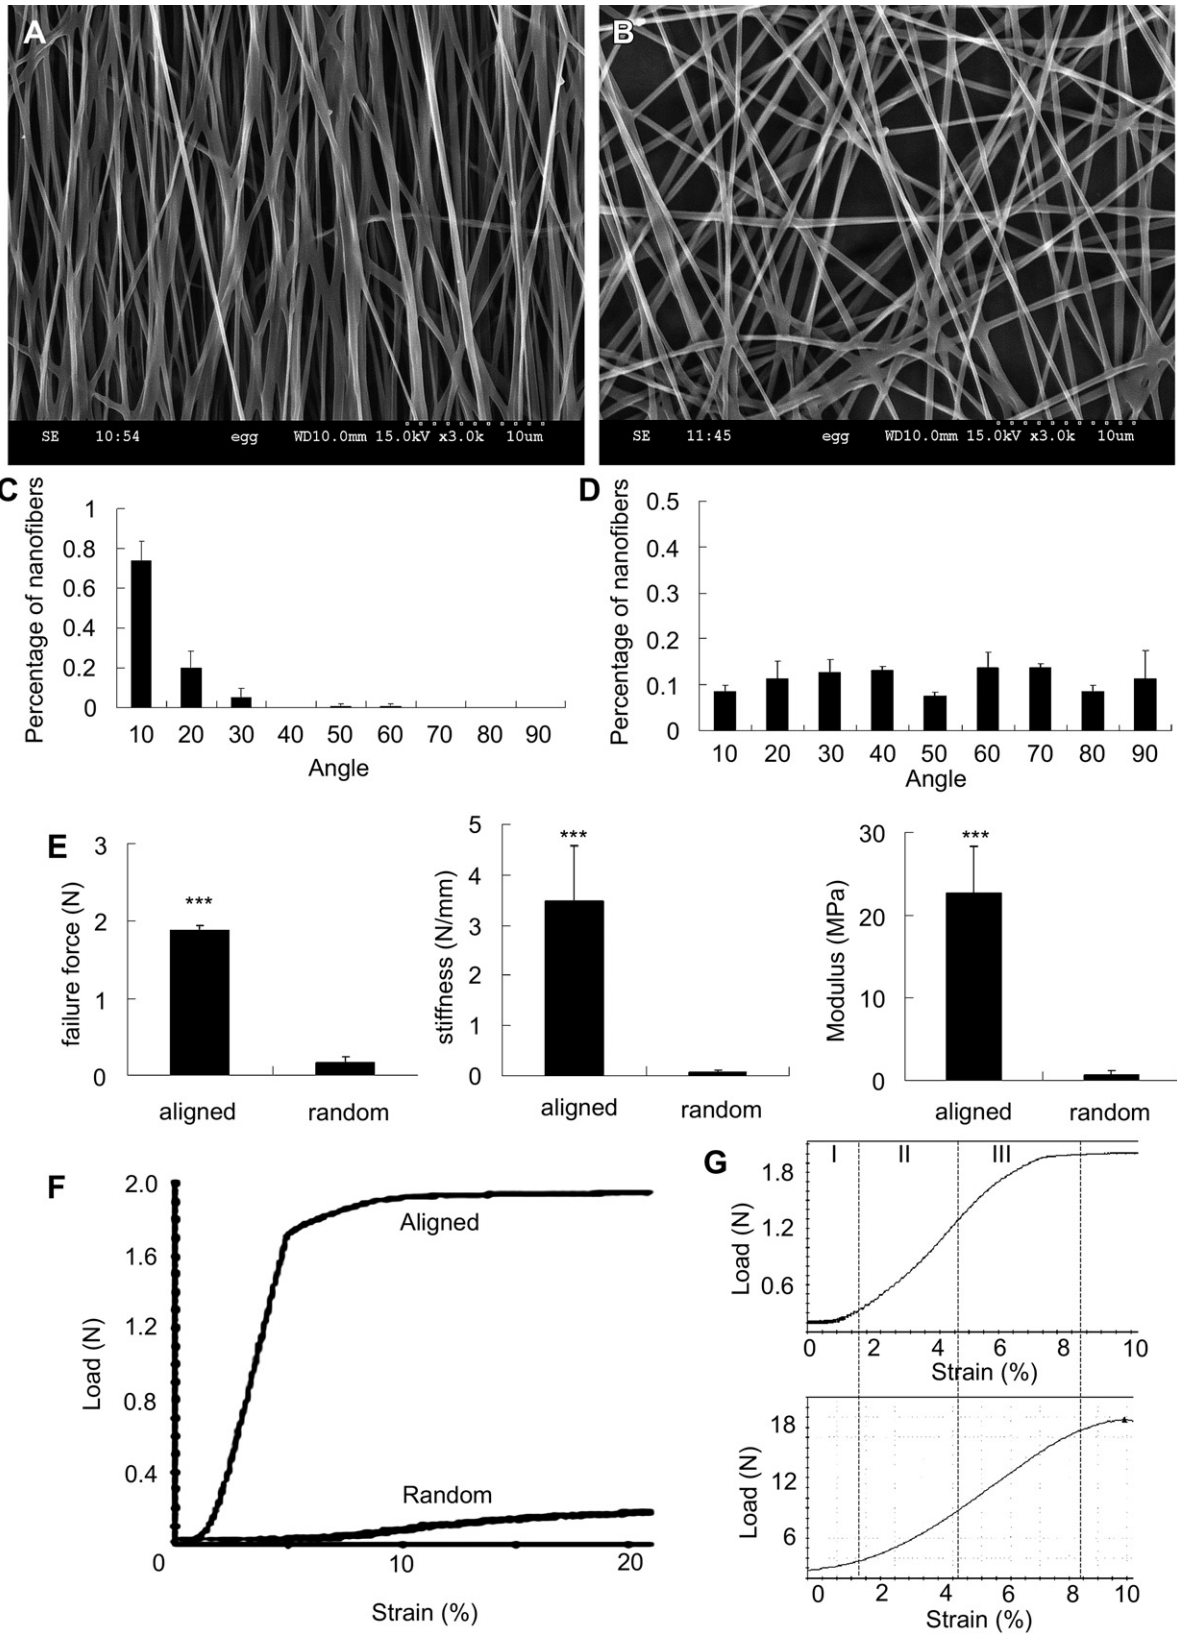 A
B
SE 10:54 egg WD10.0mm 15.0kV x3.0k 10um
SE 11:45 egg WD10.0mm 15.0kV x3.0k 10um
C
Percentage of nanofibers
1
0.8
0.6
0.4
0.2
0
10 20 30 40 50 60 70 80 90
Angle
D
Percentage of nanofibers
0.5
0.4
0.3
0.2
0.1
0
10 20 30 40 50 60 70 80 90
Angle
E
failure force (N)
3
2
1
0
***
aligned random
stiffness (N/mm)
5
4
3
2
1
0
***
aligned random
Modulus (MPa)
30
20
10
0
***
aligned random
F
Load (N)
2.0
1.6
1.2
0.8
0.4
0 10 20
Aligned
Random
Strain (%)
G
I II III
Load (N)
1.8
1.2
0.6
0 2 4 6 8 10
Strain (%)
Load (N)
18
12
6
0 2 4 6 8 10
Strain (%)